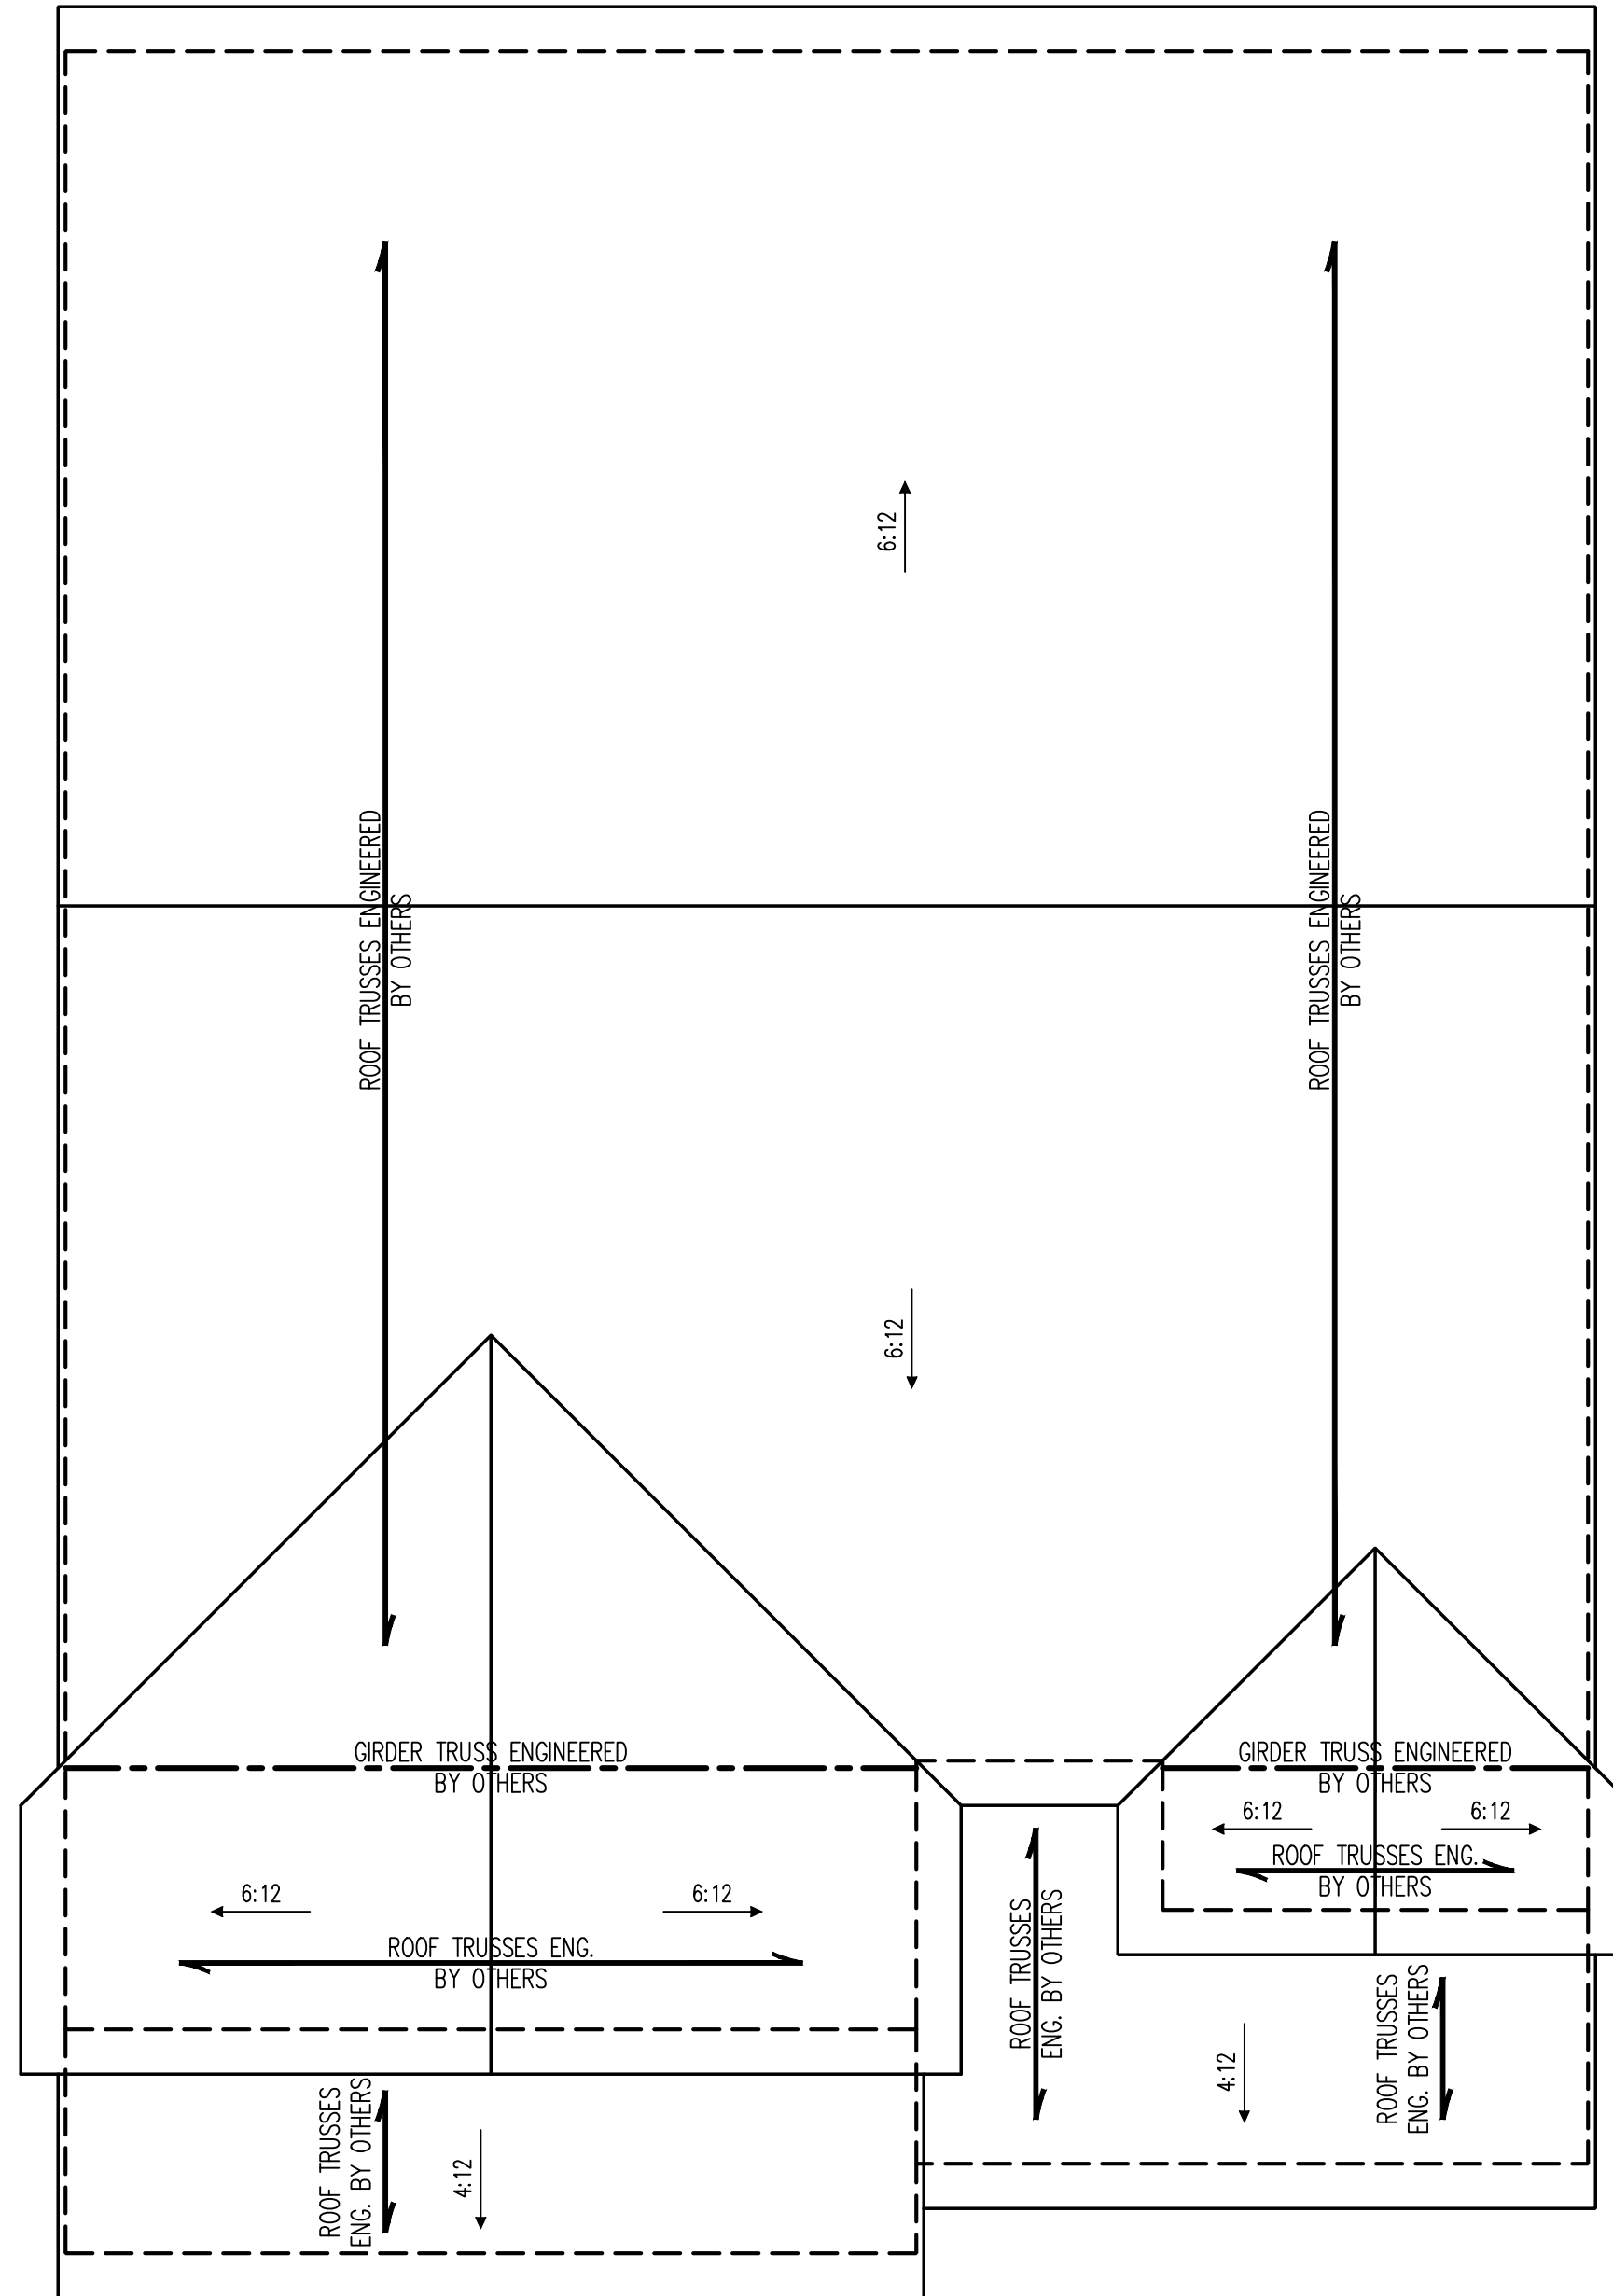 6:12
ROOF TRUSSES ENGINEERED
BY OTHERS
ROOF TRUSSES ENGINEERED
BY OTHERS
6:12
GIRDER TRUSS ENGINEERED
BY OTHERS
GIRDER TRUSS ENGINEERED
BY OTHERS
6:12
6:12
ROOF TRUSSES ENG.
BY OTHERS
6:12
6:12
ROOF TRUSSES ENG.
BY OTHERS
ROOF TRUSSES
ENG. BY OTHERS
ROOF TRUSSES
ENG. BY OTHERS
4:12
ROOF TRUSSES
ENG. BY OTHERS
4:12